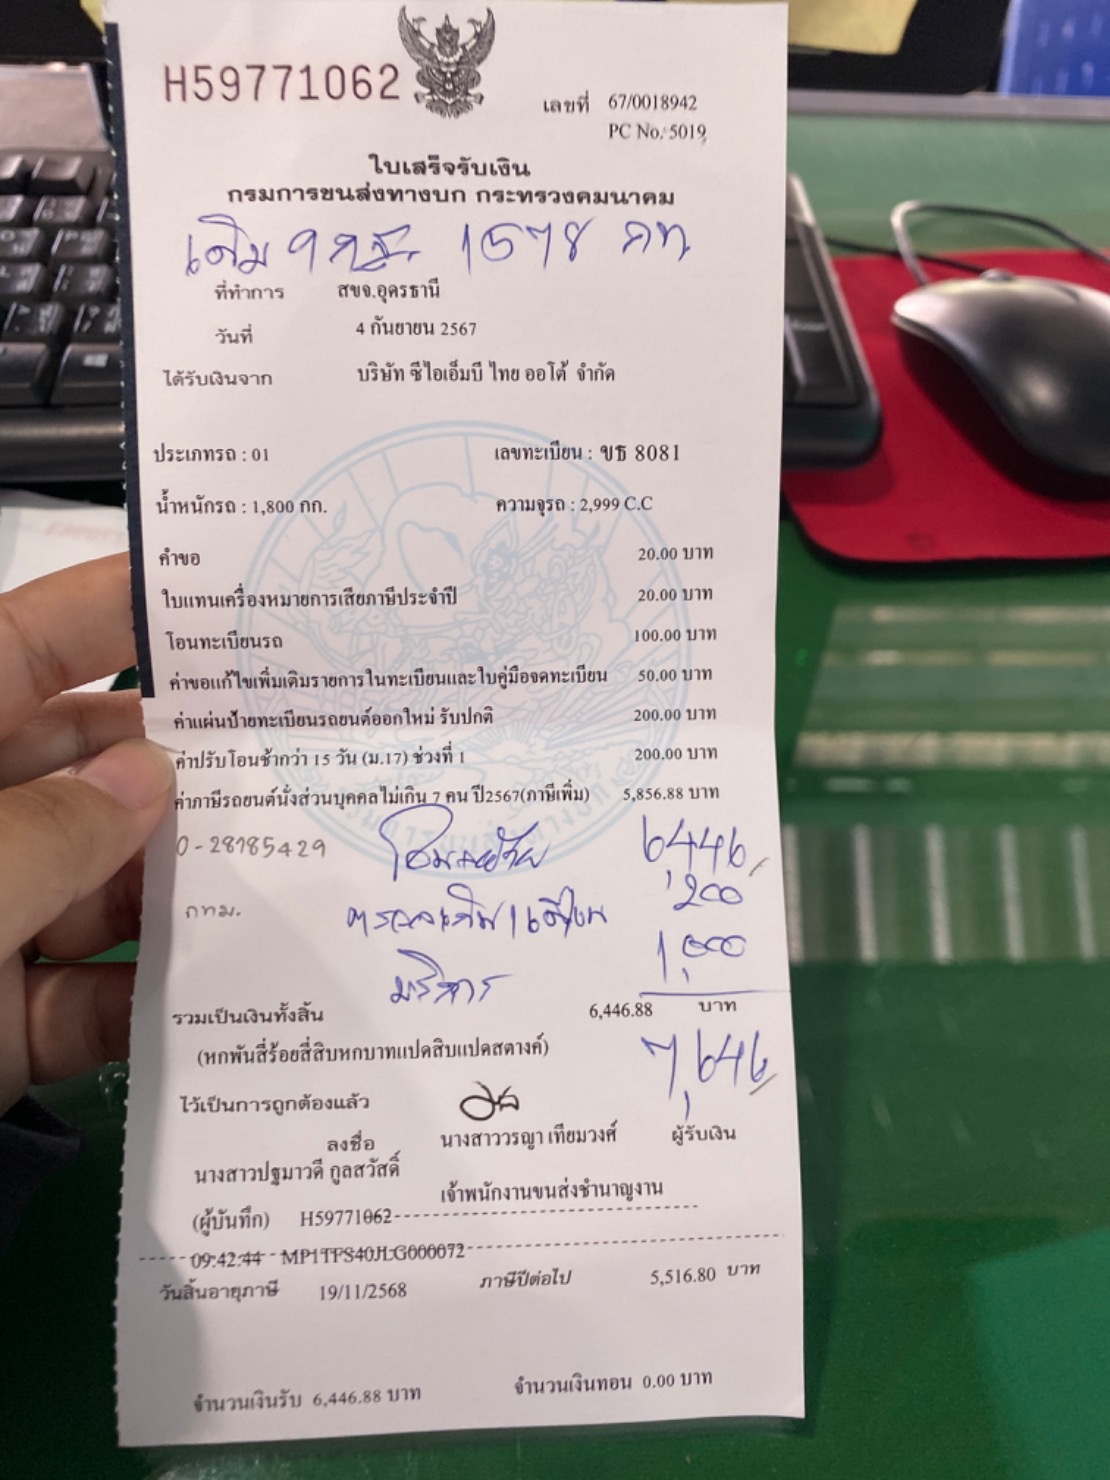 H59771062
เลขที่ 67/0018942
PC No. 5019
ใบเสร็จรับเงิน
กรมการขนส่งทางบก กระทรวงคมนาคม
เดิม 9กฐ 1578 กท
ที่ทำการ สขจ.อุดรธานี
วันที่ 4 กันยายน 2567
ได้รับเงินจาก บริษัท ซีไอเอ็มบี ไทย ออโต้ จำกัด
ประเภทรถ : 01 เลขทะเบียน : ขธ 8081
น้ำหนักรถ : 1,800 กก. ความจุรถ : 2,999 C.C
คำขอ 20.00 บาท
ใบแทนเครื่องหมายการเสียภาษีประจำปี 20.00 บาท
โอนทะเบียนรถ 100.00 บาท
ค่าขอแก้ไขเพิ่มเติมรายการในทะเบียนและใบคู่มือจดทะเบียน 50.00 บาท
ค่าแผ่นป้ายทะเบียนรถยนต์ออกใหม่ รับปกติ 200.00 บาท
ค่าปรับโอนช้ากว่า 15 วัน (ม.17) ช่วงที่ 1 200.00 บาท
ค่าภาษีรถยนต์นั่งส่วนบุคคลไม่เกิน 7 คน ปี2567(ภาษีเพิ่ม) 5,856.88 บาท
0-28185429 6,446
กทม. 200
บริการ 1,000
รวมเป็นเงินทั้งสิ้น 6,446.88 บาท
(หกพันสี่ร้อยสี่สิบหกบาทแปดสิบแปดสตางค์) 7,646
ไว้เป็นการถูกต้องแล้ว
ลงชื่อ นางสาววรญา เทียมวงศ์ ผู้รับเงิน
นางสาวปฐมาวดี กูลสวัสดิ์ เจ้าพนักงานขนส่งชำนาญงาน
(ผู้บันทึก) H59771062
09:42:44 MP1TFS40JLG000072
วันสิ้นอายุภาษี 19/11/2568 ภาษีปีต่อไป 5,516.80 บาท
จำนวนเงินรับ 6,446.88 บาท จำนวนเงินทอน 0.00 บาท